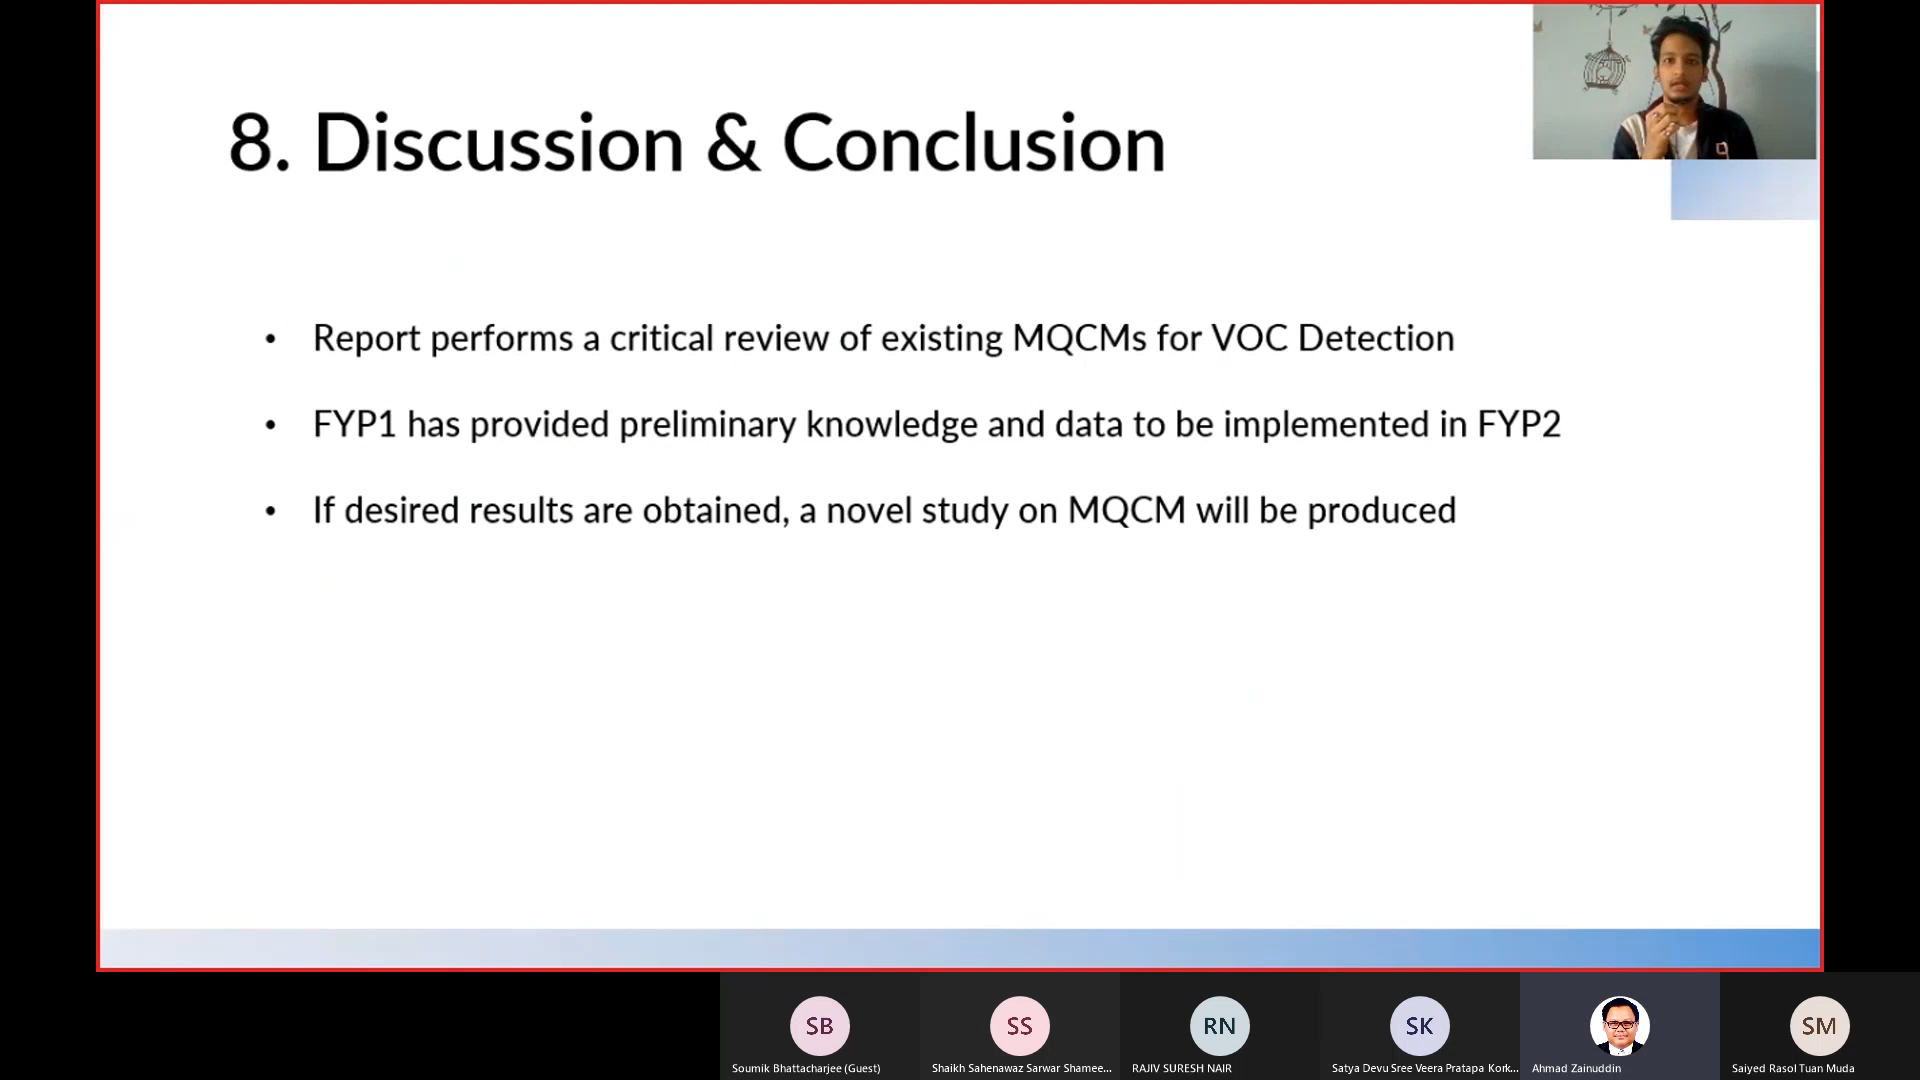 8. Discussion & Conclusion
• Report performs a critical review of existing MQCMs for VOC Detection
• FYP1 has provided preliminary knowledge and data to be implemented in FYP2
• If desired results are obtained, a novel study on MQCM will be produced
SB
SS
RN
SK
SM
Soumik Bhattacharjee (Guest)
Shaikh Sahenawaz Sarwar Shamee...
RAJIV SURESH NAIR
Satya Devu Sree Veera Pratapa Kork...
Ahmad Zainuddin
Saiyed Rasol Tuan Muda